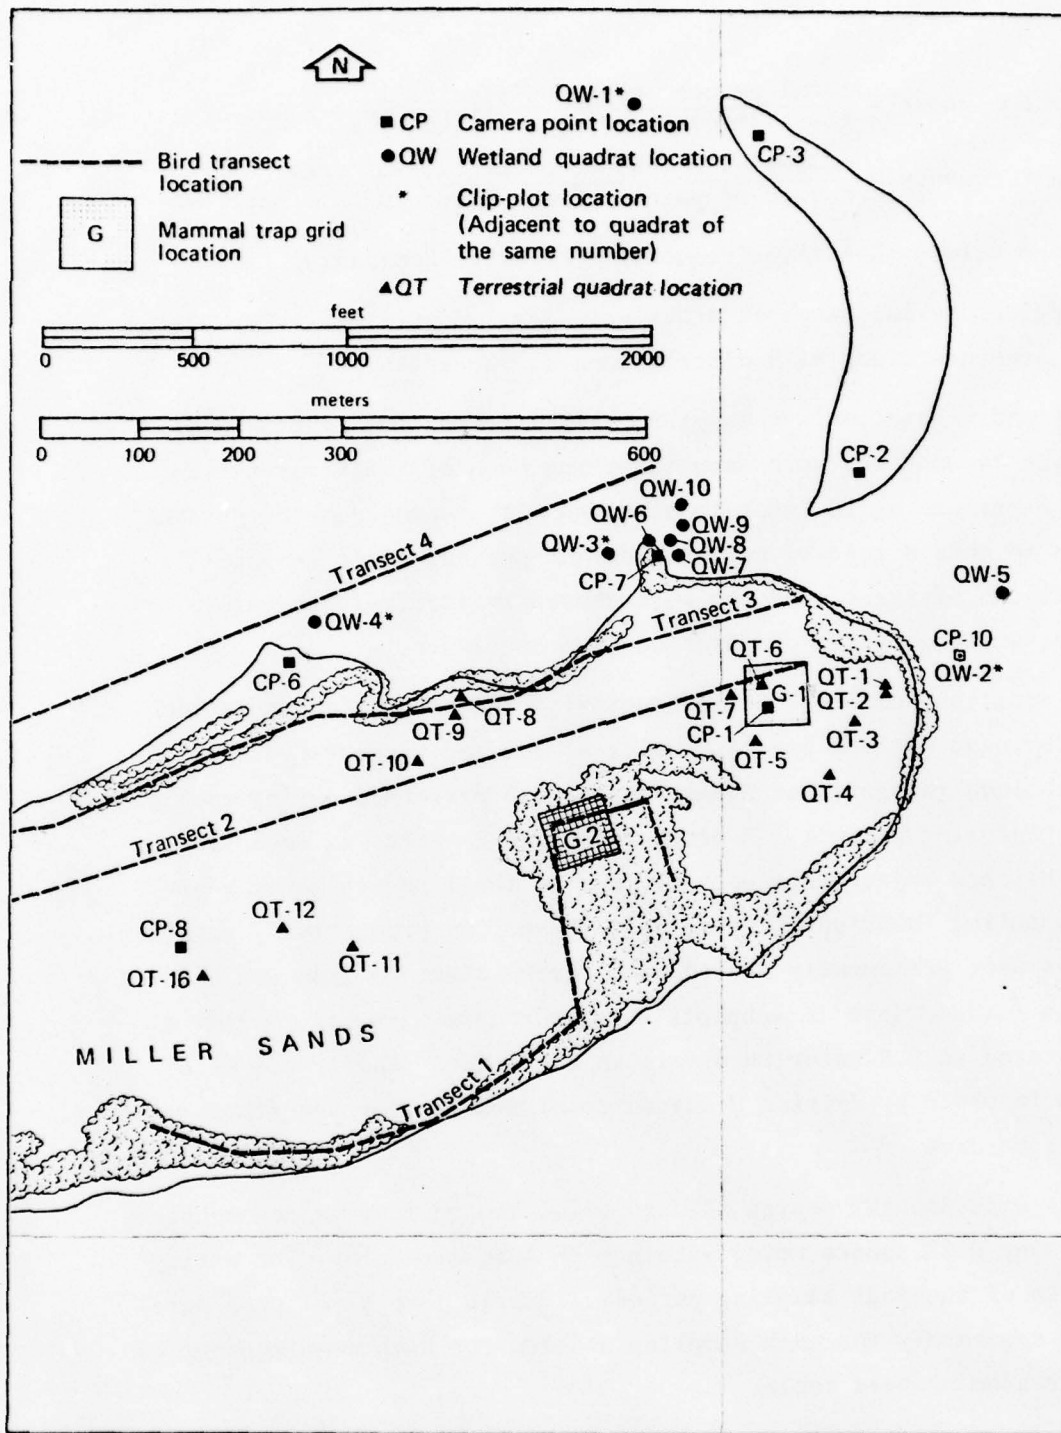 N
QW-1*
CP Camera point location
QW Wetland quadrat location
* Clip-plot location
(Adjacent to quadrat of
the same number)
QT Terrestrial quadrat location
Bird transect
location
G
Mammal trap grid
location
feet
0 500 1000 2000
meters
0 100 200 300 600
CP-3
CP-2
QW-10
QW-6
QW-9
QW-3*
QW-8
CP-7
QW-7
Transect 4
QW-5
QW-4*
Transect 3
CP-10
QW-2*
CP-6
QT-6
QT-1
G-1
QT-2
QT-7
QT-8
CP-1
QT-3
QT-9
QT-5
QT-10
QT-4
Transect 2
G-2
QT-12
CP-8
QT-11
QT-16
MILLER SANDS
Transect 1